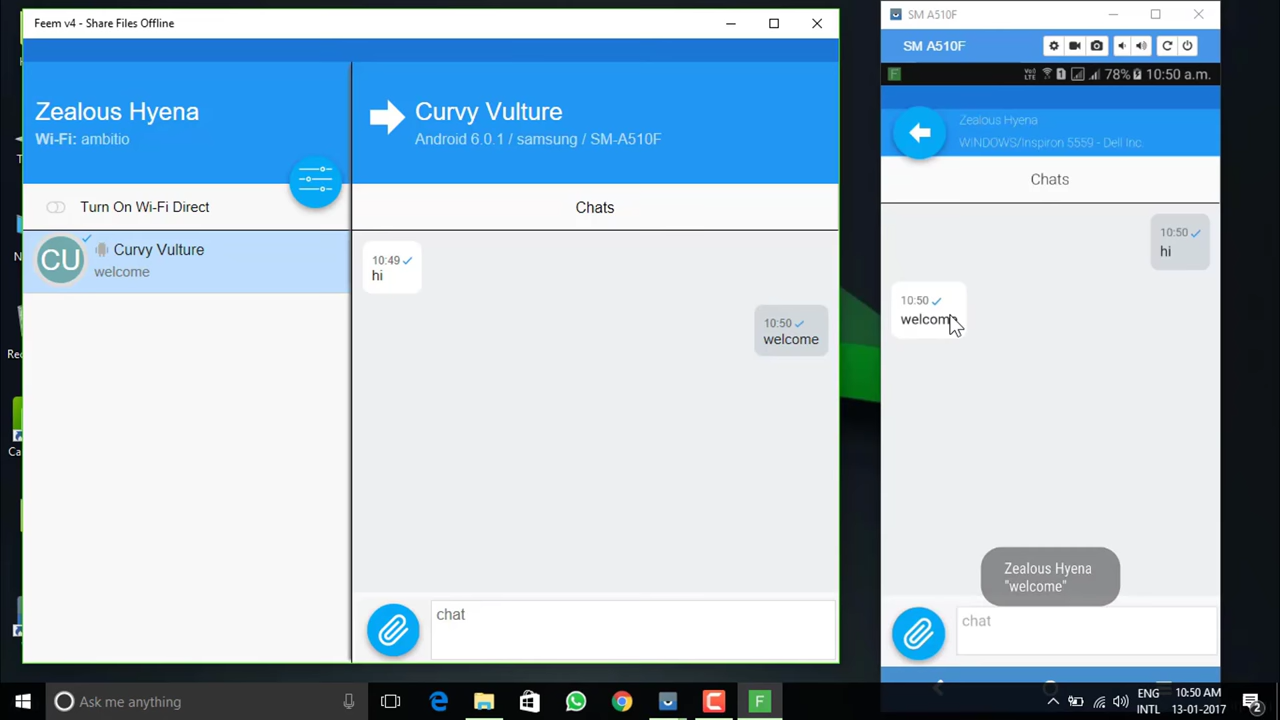 Feem v4 - Share Files Offline
Zealous Hyena
Wi-Fi: ambitio
Turn On Wi-Fi Direct
CU
Curvy Vulture
welcome
Curvy Vulture
Android 6.0.1 / samsung / SM-A510F
Chats
10:49
hi
10:50
welcome
chat
SM A510F
SM A510F
78% 10:50 a.m.
Zealous Hyena
WINDOWS/Inspiron 5559 - Dell Inc.
Chats
10:50
hi
10:50
welcome
Zealous Hyena
"welcome"
chat
Ask me anything
ENG
INTL
10:50 AM
13-01-2017
2